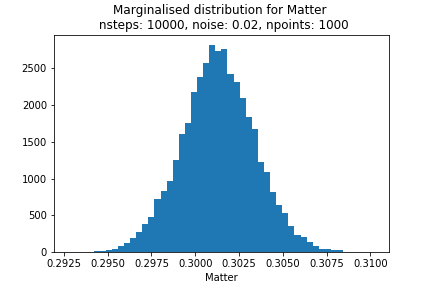 Marginalised distribution for Matter
nsteps: 10000, noise: 0.02, npoints: 1000
2500
2000
1500
1000
500
0
0.2925 0.2950 0.2975 0.3000 0.3025 0.3050 0.3075 0.3100
Matter